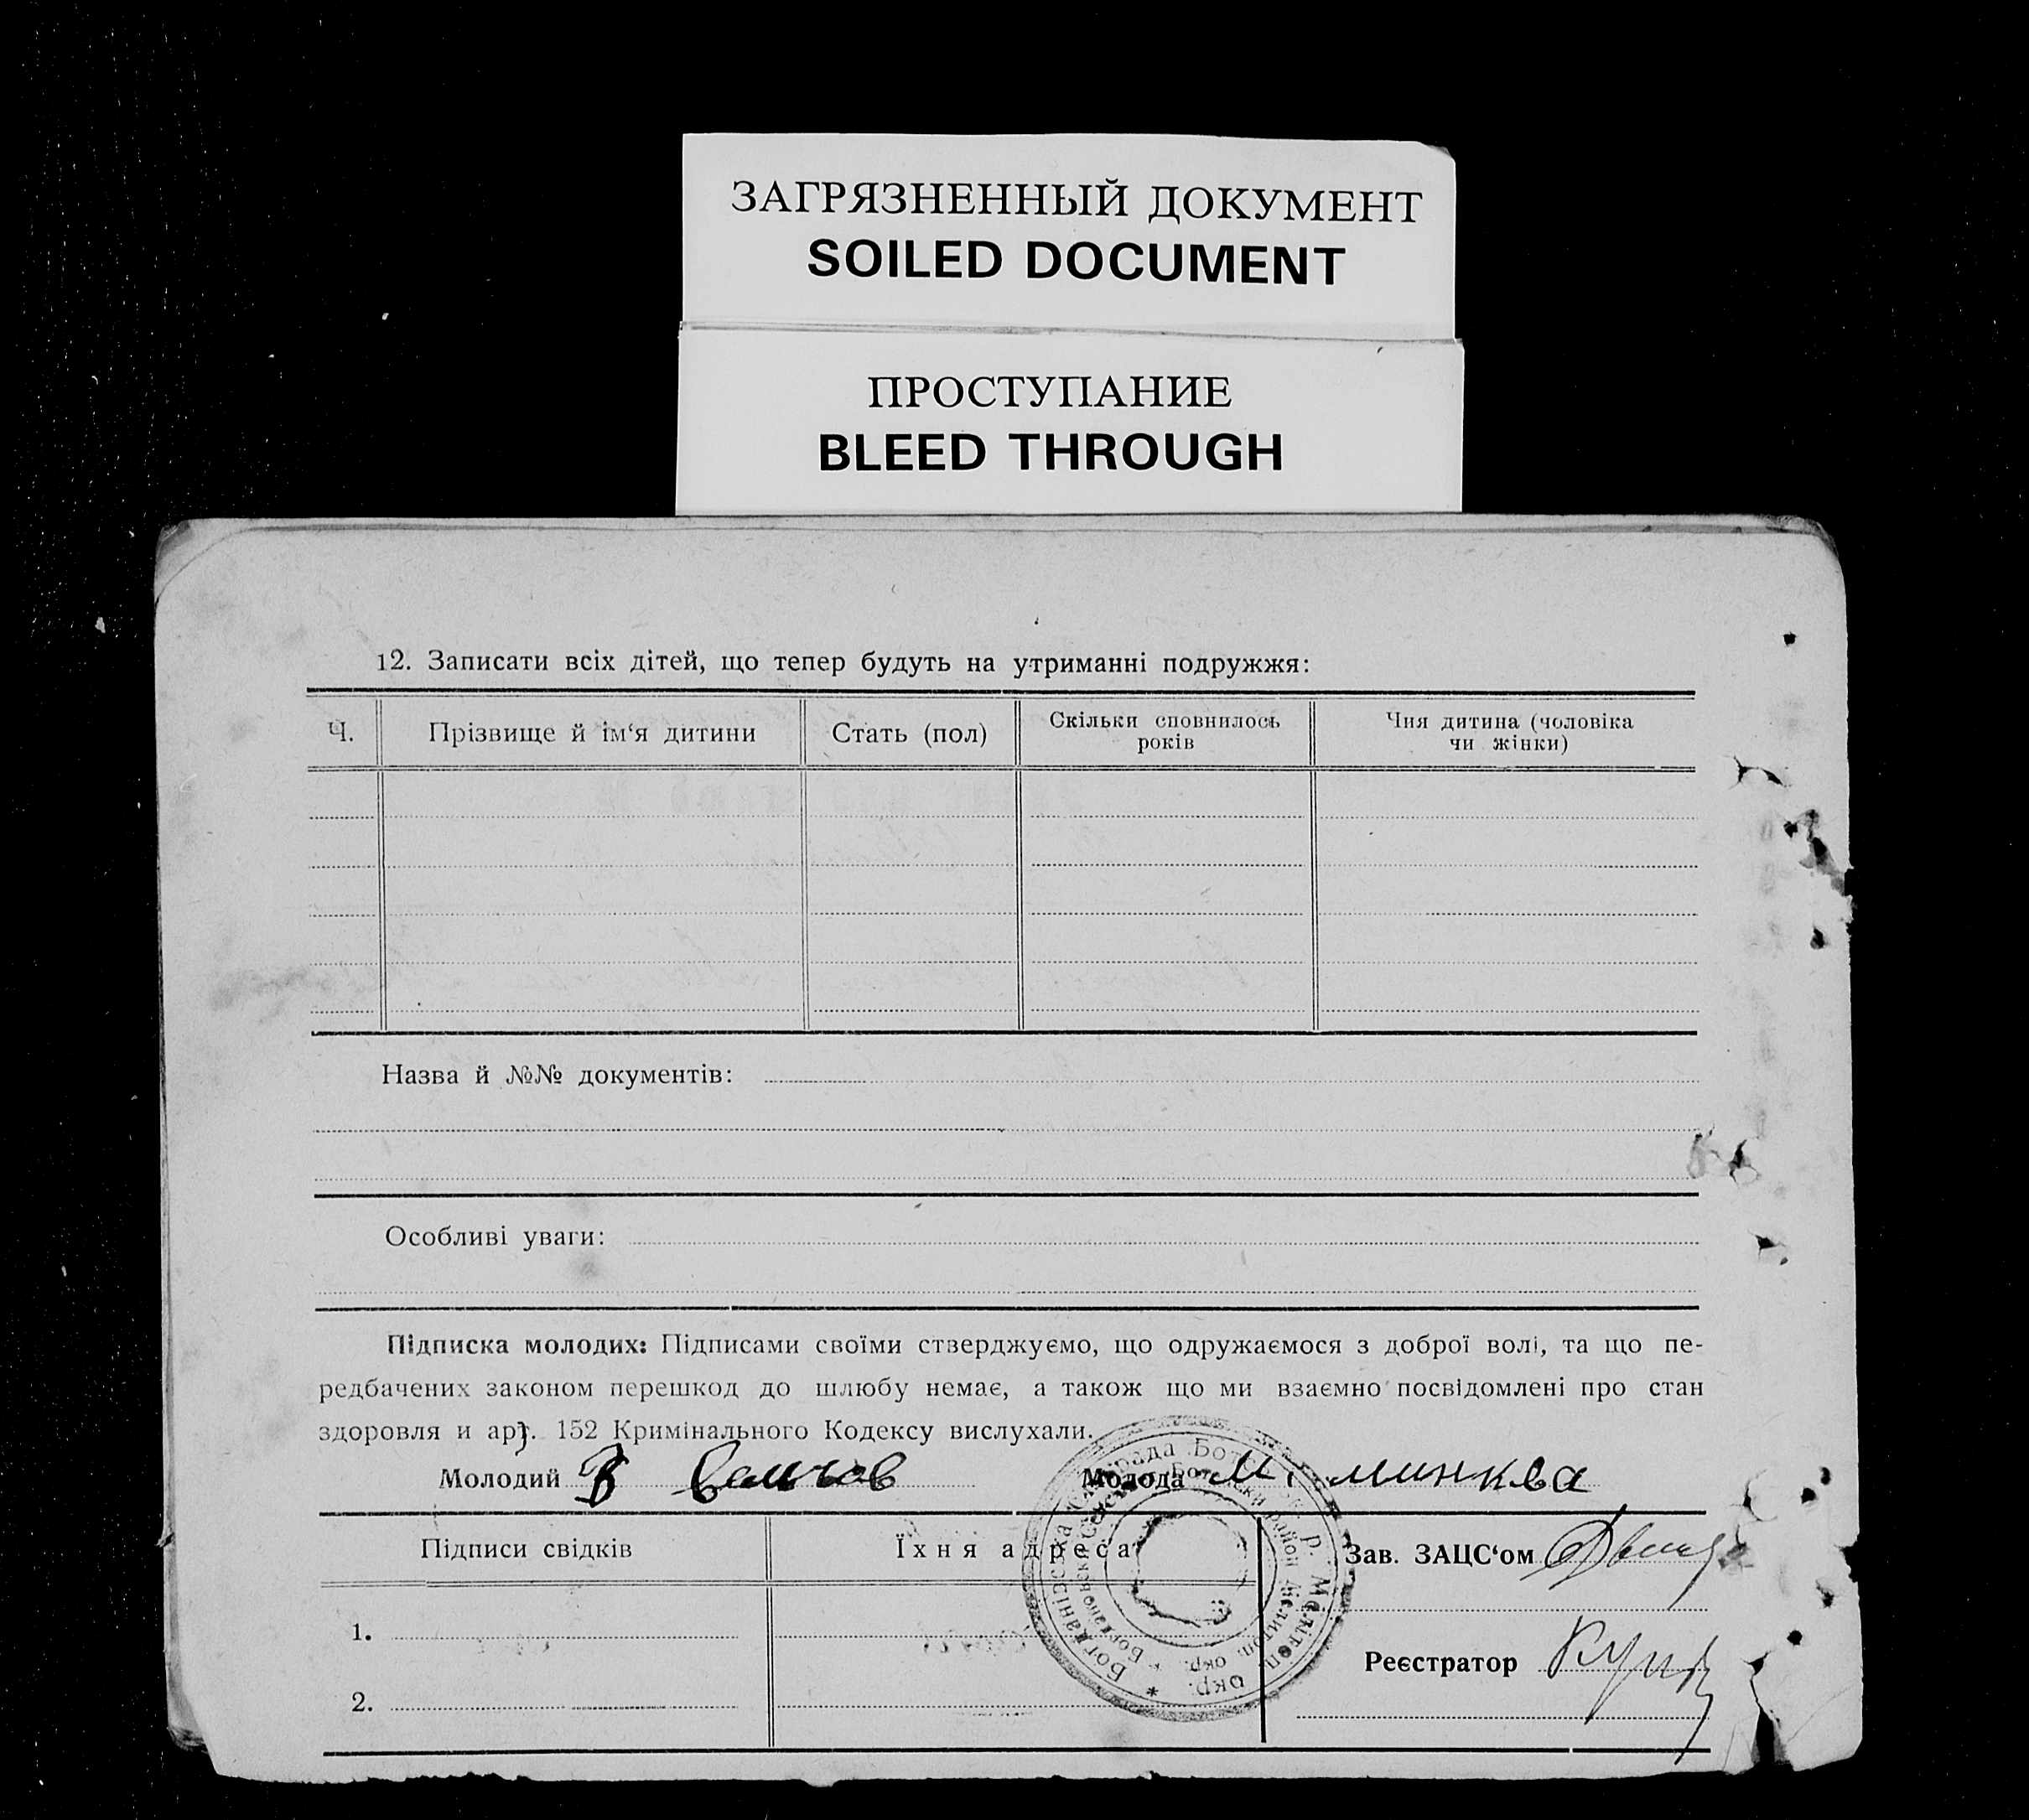 ЗАГРЯЗНЕННЫЙ ДОКУМЕНТ
SOILED DOCUMENT
ПРОСТУПАНИЕ
BLEED THROUGH
12. Записати всіх дітей, що тепер будуть на утриманні подружжя:
Ч. Прізвище й ім‘я дитини Стать (пол) Скільки сповнилось років Чия дитина (чоловіка чи жінки)
Назва й №№ документів:
Особливі уваги:
Підписка молодих: Підписами своїми стверджуємо, що одружаємося з доброї волі, та що пе-
редбачених законом перешкод до шлюбу немає, а також що ми взаємно посвідомлені про стан
здоровля и арт. 152 Кримінального Кодексу вислухали.
Молодий В Молода
Підписи свідків Їхня адреса Зав. ЗАЦС‘ом
1.
Реєстратор
2.